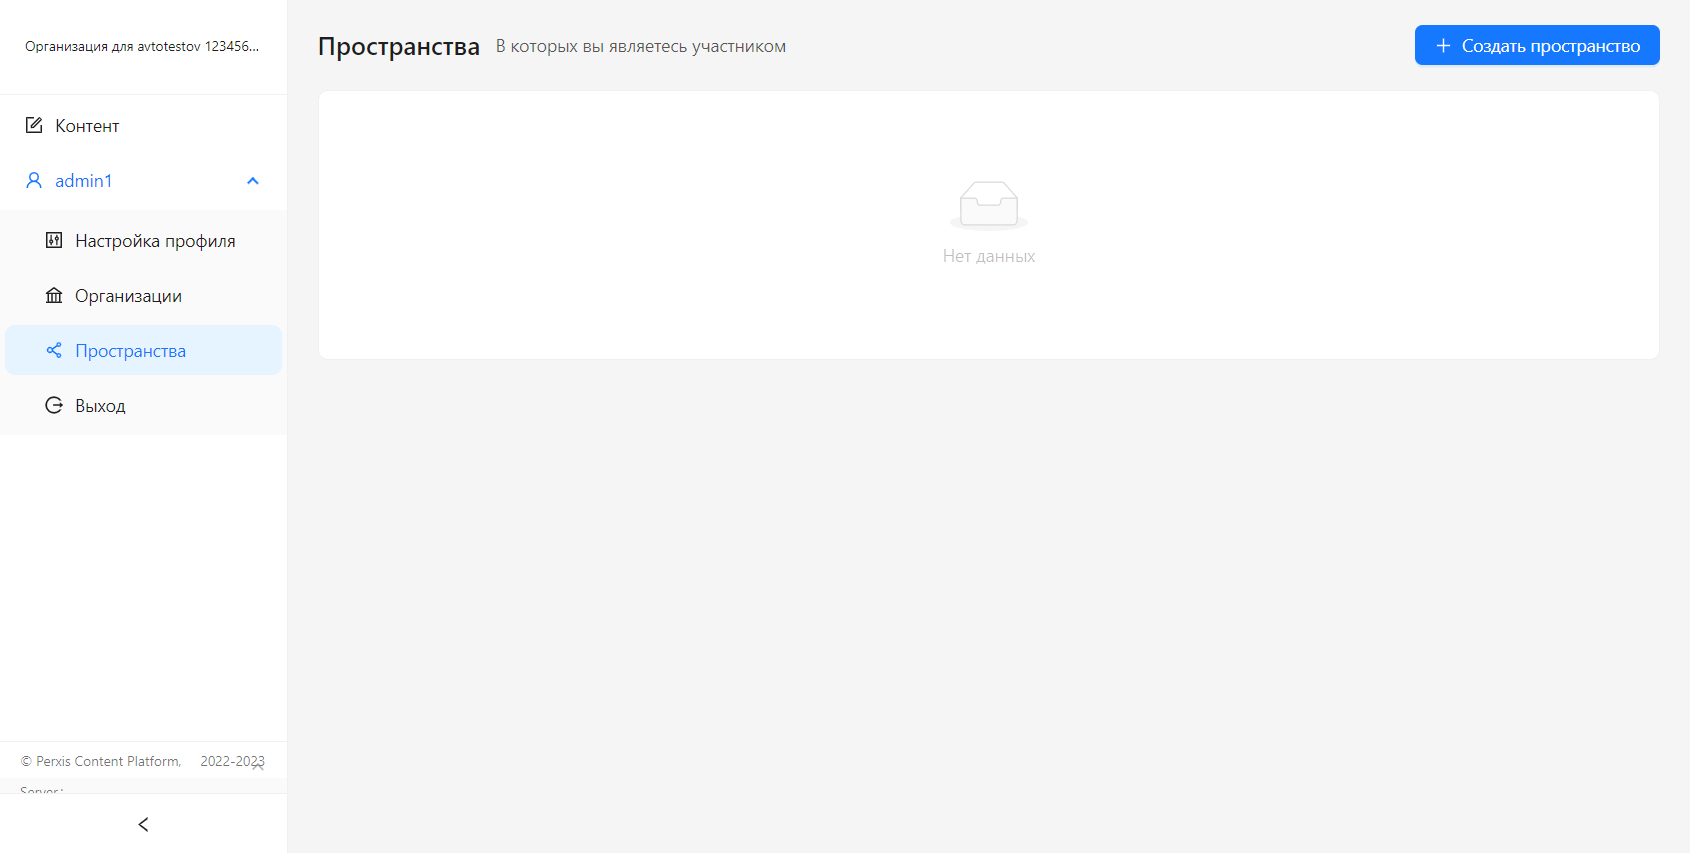 Организация для avtotestov 123456...
Контент
admin1
Настройка профиля
Организации
Пространства
Выход
© Perxis Content Platform, 2022-2023
Server:
Пространства В которых вы являетесь участником
Создать пространство
Нет данных